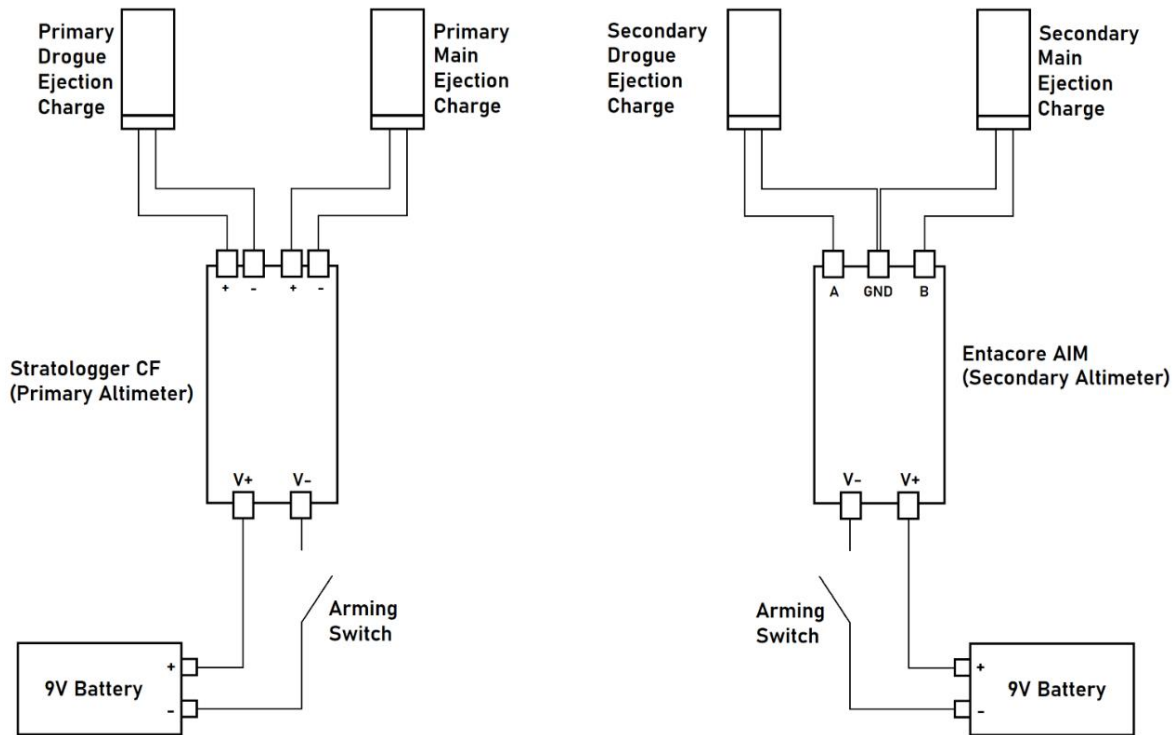 Primary
Drogue
Ejection
Charge
Primary
Main
Ejection
Charge
Secondary
Drogue
Ejection
Charge
Secondary
Main
Ejection
Charge
+ - + -
A GND B
Stratologger CF
(Primary Altimeter)
Entacore AIM
(Secondary Altimeter)
V+ V-
V- V+
Arming
Switch
Arming
Switch
+
9V Battery
-
+
9V Battery
-